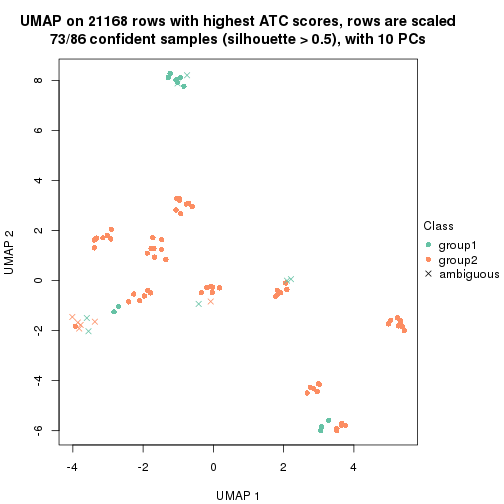 UMAP on 21168 rows with highest ATC scores, rows are scaled
73/86 confident samples (silhouette > 0.5), with 10 PCs
8
6
4
2
0
-2
-4
-6
UMAP 2
-4
-2
0
2
4
UMAP 1
Class
group1
group2
ambiguous